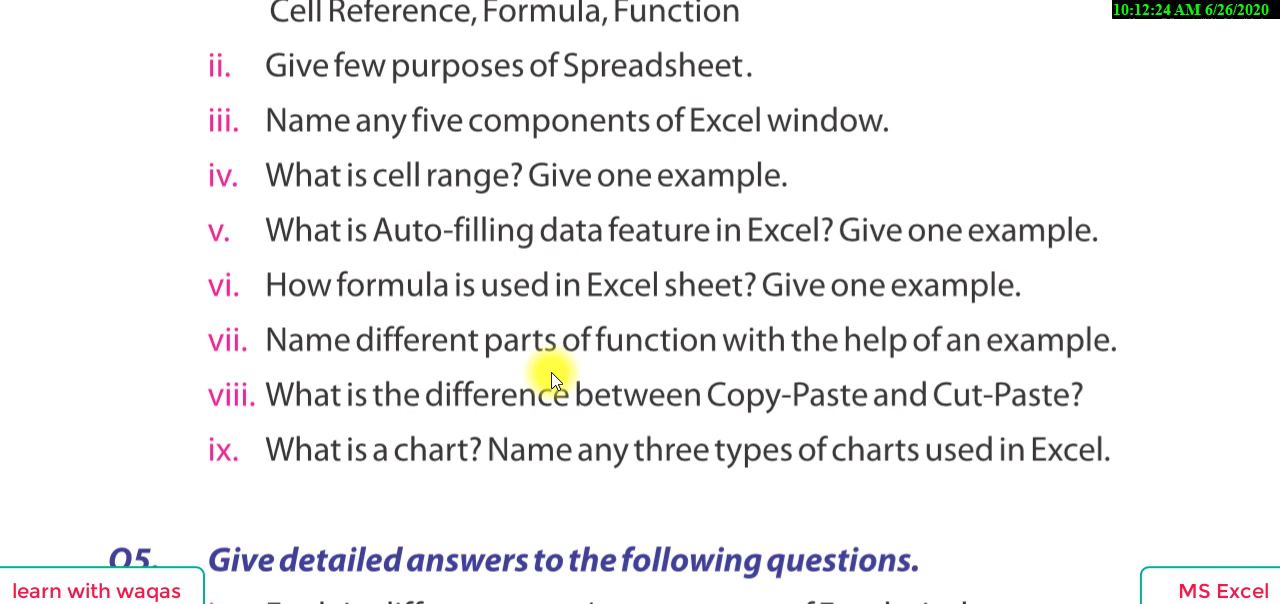 10:12:24 AM 6/26/2020
Cell Reference, Formula, Function
ii. Give few purposes of Spreadsheet.
iii. Name any five components of Excel window.
iv. What is cell range? Give one example.
v. What is Auto-filling data feature in Excel? Give one example.
vi. How formula is used in Excel sheet? Give one example.
vii. Name different parts of function with the help of an example.
viii. What is the difference between Copy-Paste and Cut-Paste?
ix. What is a chart? Name any three types of charts used in Excel.
Q5. Give detailed answers to the following questions.
learn with waqas
MS Excel